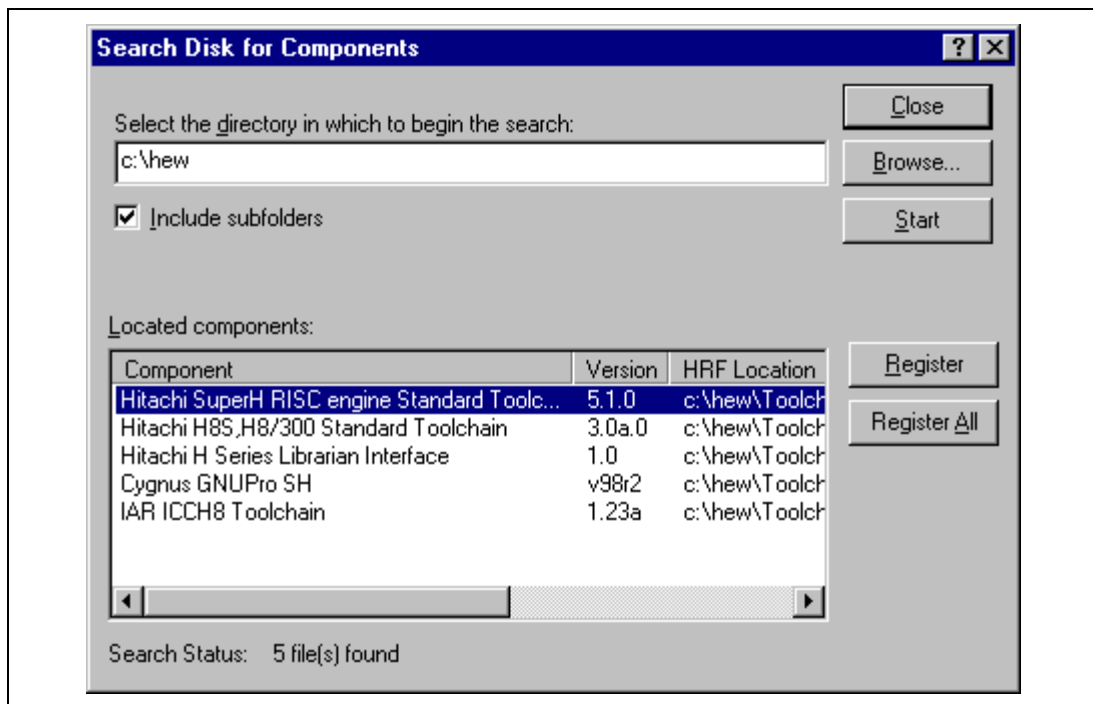 Search Disk for Components
Close
Select the directory in which to begin the search:
c:\hew
Browse...
Include subfolders
Start
Located components:
Component Version HRF Location
Register
Hitachi SuperH RISC engine Standard Toolc... 5.1.0 c:\hew\Toolch
Hitachi H8S,H8/300 Standard Toolchain 3.0a.0 c:\hew\Toolch
Register All
Hitachi H Series Librarian Interface 1.0 c:\hew\Toolch
Cygnus GNUPro SH v98r2 c:\hew\Toolch
IAR ICCH8 Toolchain 1.23a c:\hew\Toolch
Search Status: 5 file(s) found